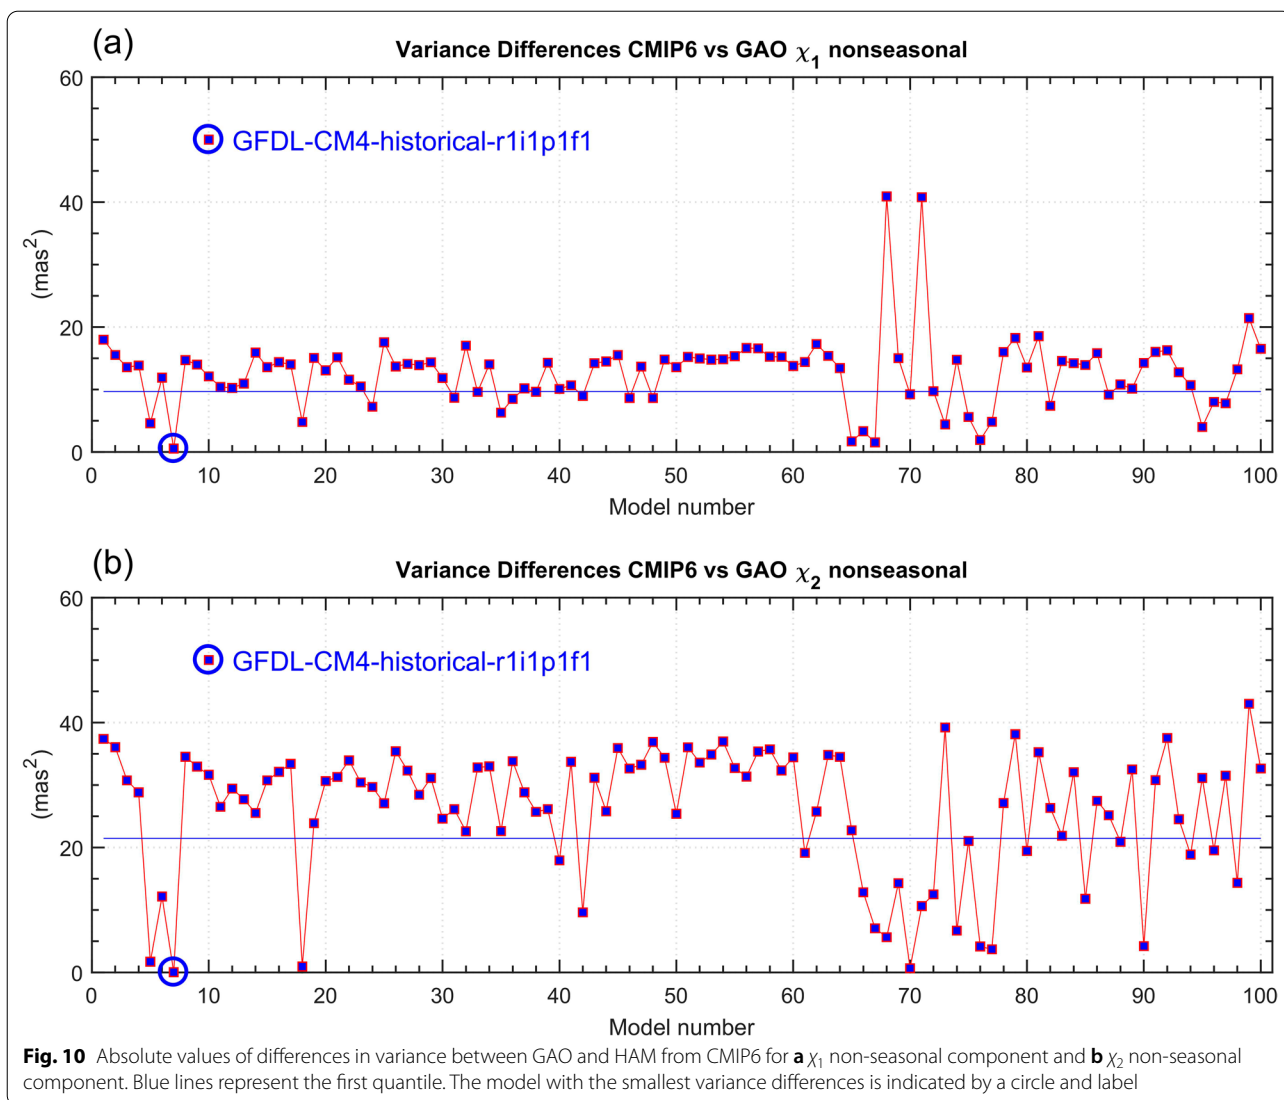 (a)
Variance Differences CMIP6 vs GAO χ₁ nonseasonal
60
GFDL-CM4-historical-r1i1p1f1
40
(mas²)
20
0
0 10 20 30 40 50 60 70 80 90 100
Model number
(b)
Variance Differences CMIP6 vs GAO χ₂ nonseasonal
60
GFDL-CM4-historical-r1i1p1f1
40
(mas²)
20
0
0 10 20 30 40 50 60 70 80 90 100
Model number
Fig. 10 Absolute values of differences in variance between GAO and HAM from CMIP6 for a χ₁ non-seasonal component and b χ₂ non-seasonal
component. Blue lines represent the first quantile. The model with the smallest variance differences is indicated by a circle and label